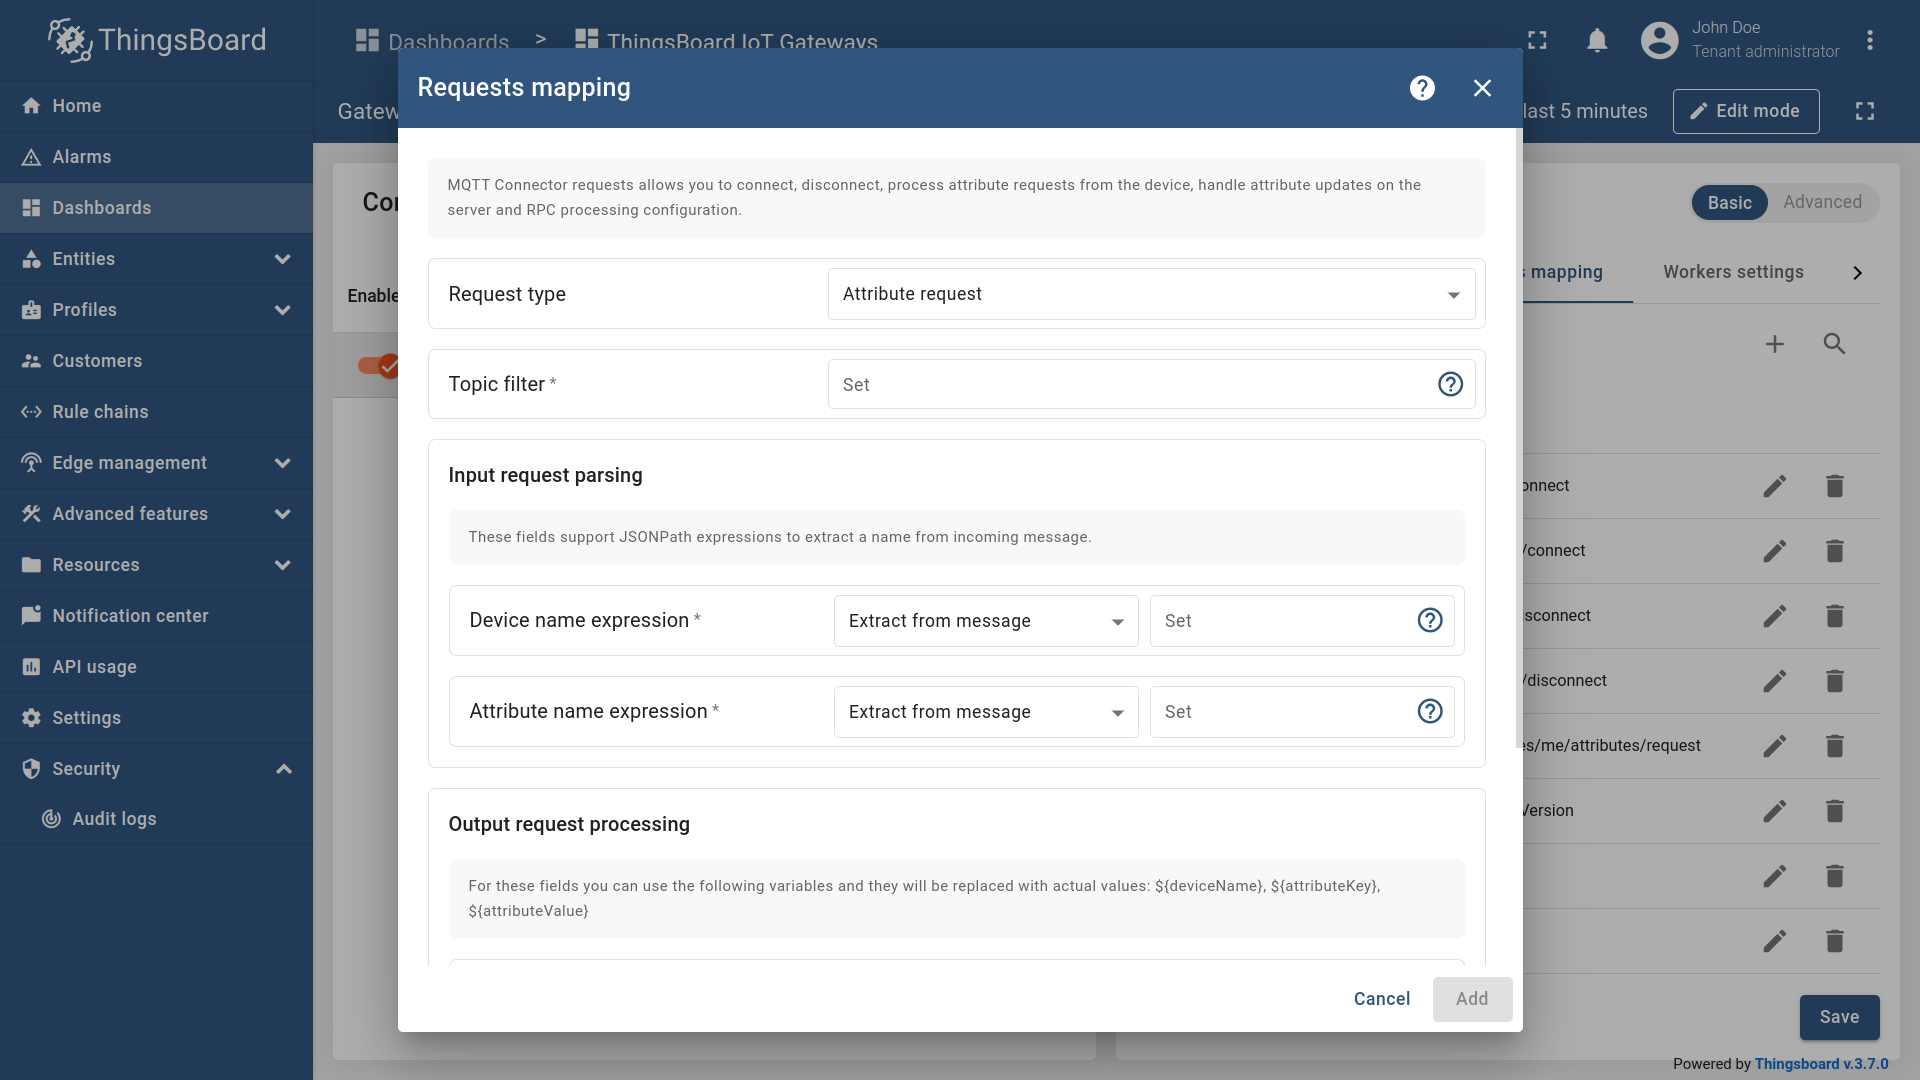 ThingsBoard
Dashboards > ThingsBoard IoT Gateways
John Doe
Tenant administrator
Home
Alarms
Dashboards
Entities
Profiles
Customers
Rule chains
Edge management
Advanced features
Resources
Notification center
API usage
Settings
Security
Audit logs
last 5 minutes
Edit mode
Requests mapping
MQTT Connector requests allows you to connect, disconnect, process attribute requests from the device, handle attribute updates on the
server and RPC processing configuration.
Request type
Attribute request
Topic filter *
Set
Input request parsing
These fields support JSONPath expressions to extract a name from incoming message.
Device name expression *
Extract from message
Set
Attribute name expression *
Extract from message
Set
Output request processing
For these fields you can use the following variables and they will be replaced with actual values: ${deviceName}, ${attributeKey},
${attributeValue}
Cancel
Add
Basic
Advanced
mapping
Workers settings
/connect
/disconnect
/me/attributes/request
Save
Powered by Thingsboard v.3.7.0